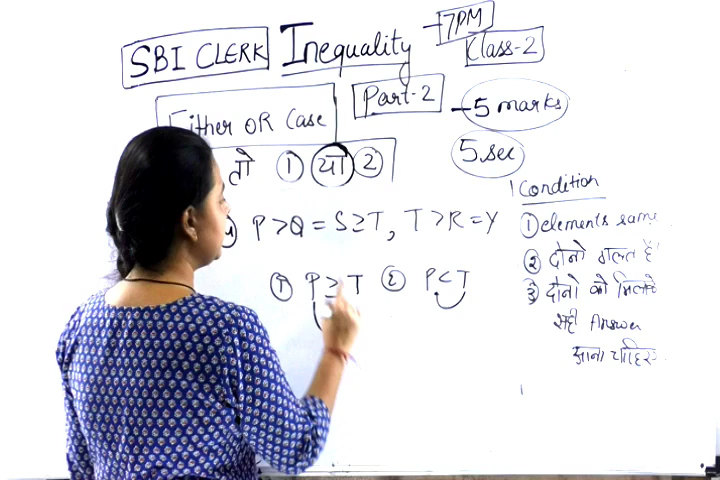 SBI CLERK Inequality - 7PM
Class-2
Part-2 - 5 marks
Either OR Case
5 sec
तो ① या ②
Condition
① elements same
P > Q = S ≥ T, T > R = Y
② दोनो गलत है
① P ≥ T ② P < T
③ दोनो को मिलाके
सही Answer
आना चाहिए